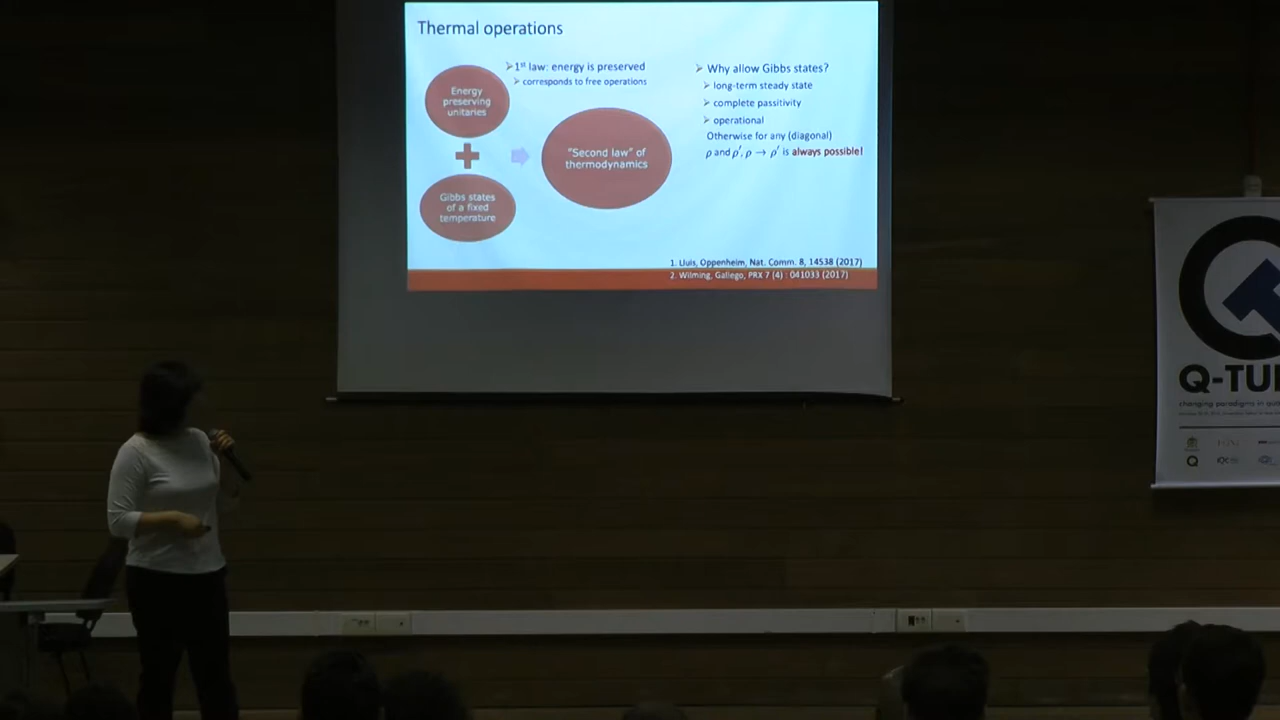 Thermal operations
Energy
preserving
unitaries
Gibbs states
of a fixed
temperature
➢1st law: energy is preserved
➢ corresponds to free operations
"Second law" of
thermodynamics
➢ Why allow Gibbs states?
➢ long-term steady state
➢ complete passitivity
➢ operational
Otherwise for any (diagonal)
ρ and ρ′, ρ → ρ′ is always possible!
1. Lluis, Oppenheim, Nat. Comm. 8, 14538 (2017)
2. Wilming, Gallego, PRX 7 (4) : 041033 (2017)
Q-TU
changing paradigms in